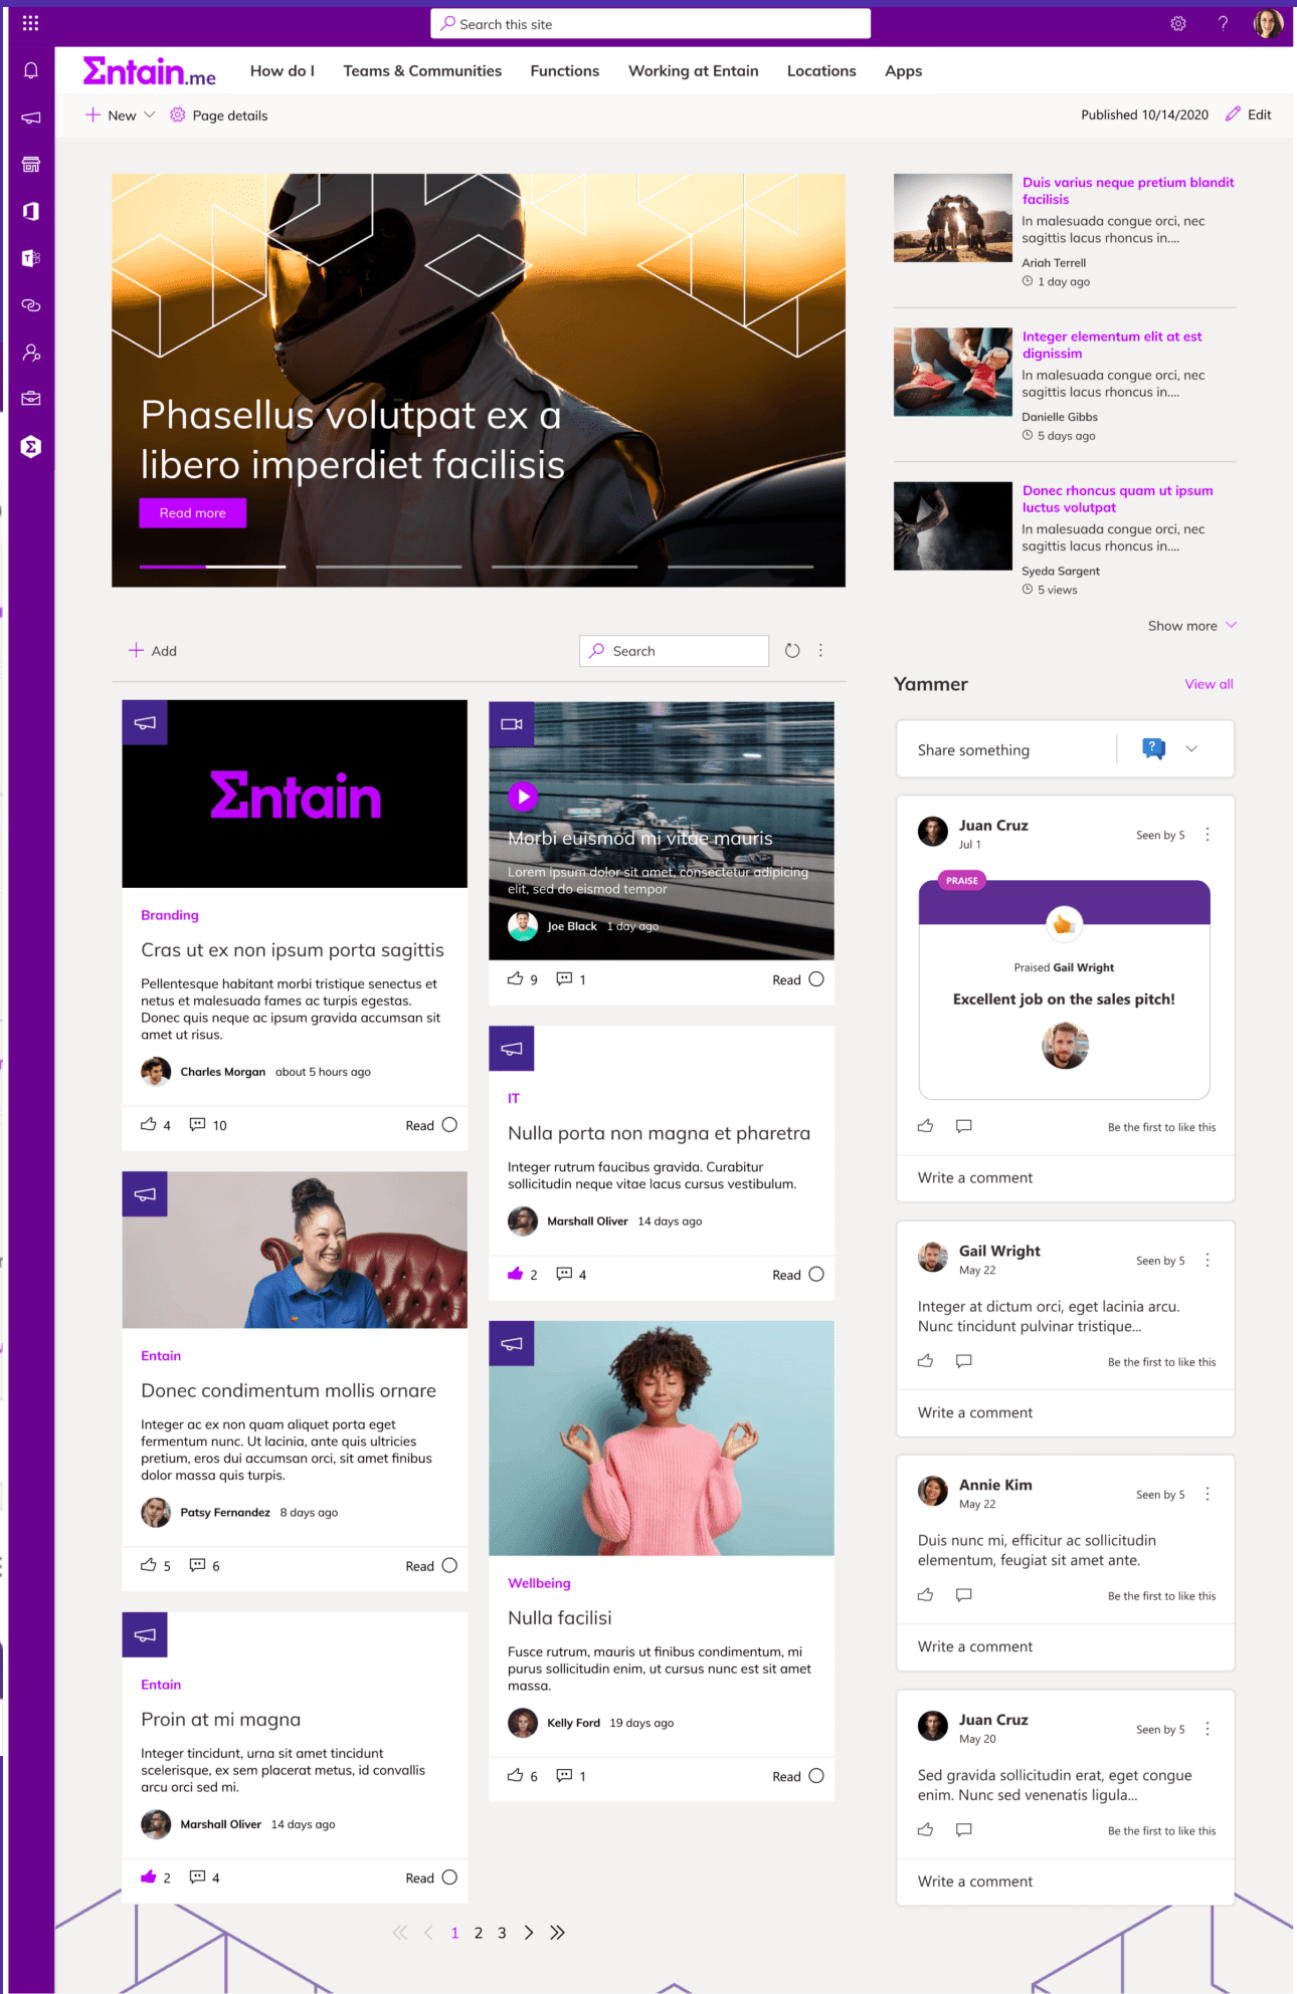 Search this site
?
Σntain.me
How do I
Teams & Communities
Functions
Working at Entain
Locations
Apps
New
Page details
Published 10/14/2020
Edit
Phasellus volutpat ex a
libero imperdiet facilisis
Read more
Duis varius neque pretium blandit
facilisis
In malesuada congue orci, nec
sagittis lacus rhoncus in....
Ariah Terrell
1 day ago
Integer elementum elit at est
dignissim
In malesuada congue orci, nec
sagittis lacus rhoncus in....
Danielle Gibbs
5 days ago
Donec rhoncus quam ut ipsum
luctus volutpat
In malesuada congue orci, nec
sagittis lacus rhoncus in....
Syeda Sargent
5 views
Show more
Add
Search
Σntain
Branding
Cras ut ex non ipsum porta sagittis
Pellentesque habitant morbi tristique senectus et
netus et malesuada fames ac turpis egestas.
Donec quis neque ac ipsum gravida accumsan sit
amet ut risus.
Charles Morgan about 5 hours ago
4 10 Read
Entain
Donec condimentum mollis ornare
Integer ac ex non quam aliquet porta eget
fermentum nunc. Ut lacinia, ante quis ultricies
pretium, eros dui accumsan orci, sit amet finibus
dolor massa quis turpis.
Patsy Fernandez 8 days ago
5 6 Read
Entain
Proin at mi magna
Integer tincidunt, urna sit amet tincidunt
scelerisque, ex sem placerat metus, id convallis
arcu orci sed mi.
Marshall Oliver 14 days ago
2 4 Read
Morbi euismod mi vitae mauris
Lorem ipsum dolor sit amet, consectetur adipicing
elit, sed do eismod tempor
Joe Black 1 day ago
9 1 Read
IT
Nulla porta non magna et pharetra
Integer rutrum faucibus gravida. Curabitur
sollicitudin neque vitae lacus cursus vestibulum.
Marshall Oliver 14 days ago
2 4 Read
Wellbeing
Nulla facilisi
Fusce rutrum, mauris ut finibus condimentum, mi
purus sollicitudin enim, ut cursus nunc est sit amet
massa.
Kelly Ford 19 days ago
6 1 Read
1 2 3
Yammer
View all
Share something
?
Juan Cruz
Jul 1
Seen by 5
PRAISE
Praised Gail Wright
Excellent job on the sales pitch!
Be the first to like this
Write a comment
Gail Wright
May 22
Seen by 5
Integer at dictum orci, eget lacinia arcu.
Nunc tincidunt pulvinar tristique...
Be the first to like this
Write a comment
Annie Kim
May 22
Seen by 5
Duis nunc mi, efficitur ac sollicitudin
elementum, feugiat sit amet ante.
Be the first to like this
Write a comment
Juan Cruz
May 20
Seen by 5
Sed gravida sollicitudin erat, eget congue
enim. Nunc sed venenatis ligula...
Be the first to like this
Write a comment